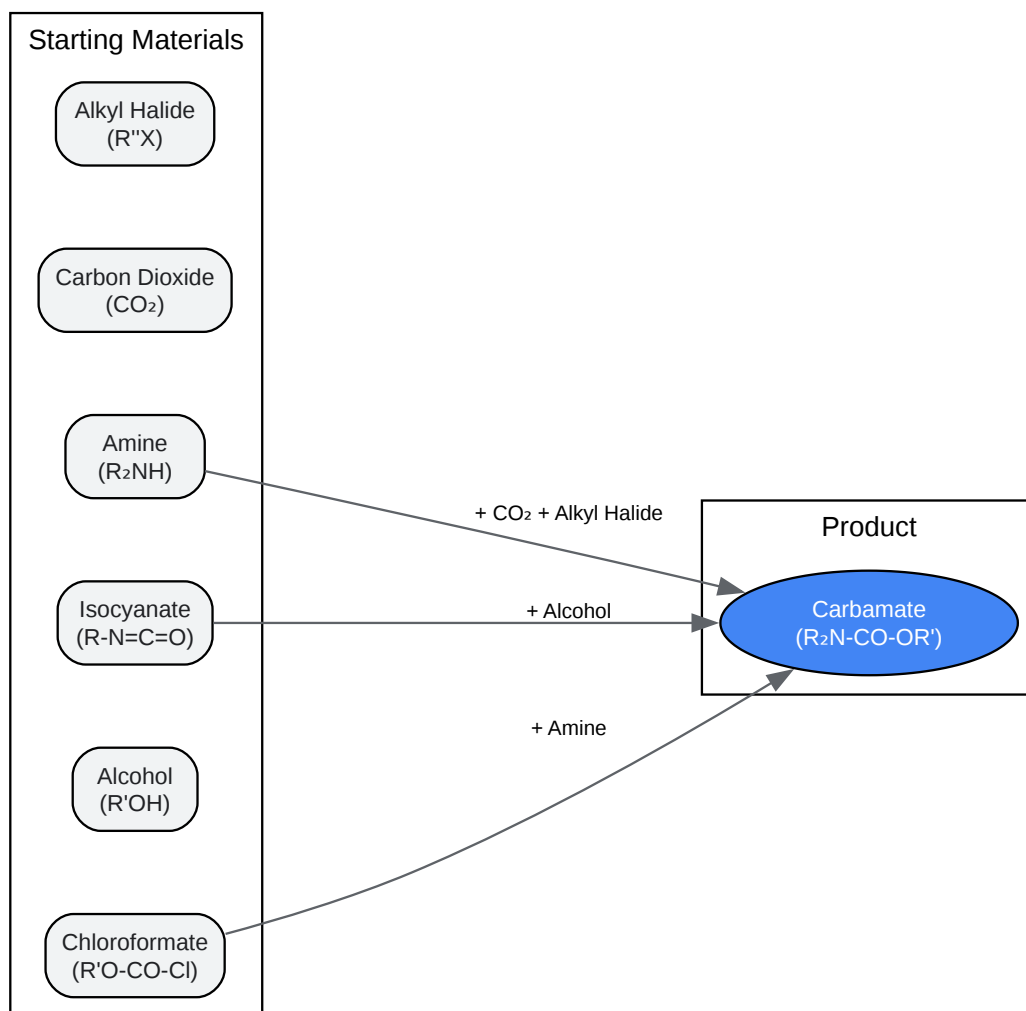 Starting Materials
Alkyl Halide
(R''X)
Carbon Dioxide
(CO₂)
Amine
(R₂NH)
+ CO₂ + Alkyl Halide
Product
Isocyanate
(R-N=C=O)
+ Alcohol
Carbamate
(R₂N-CO-OR')
+ Amine
Alcohol
(R'OH)
Chloroformate
(R'O-CO-Cl)